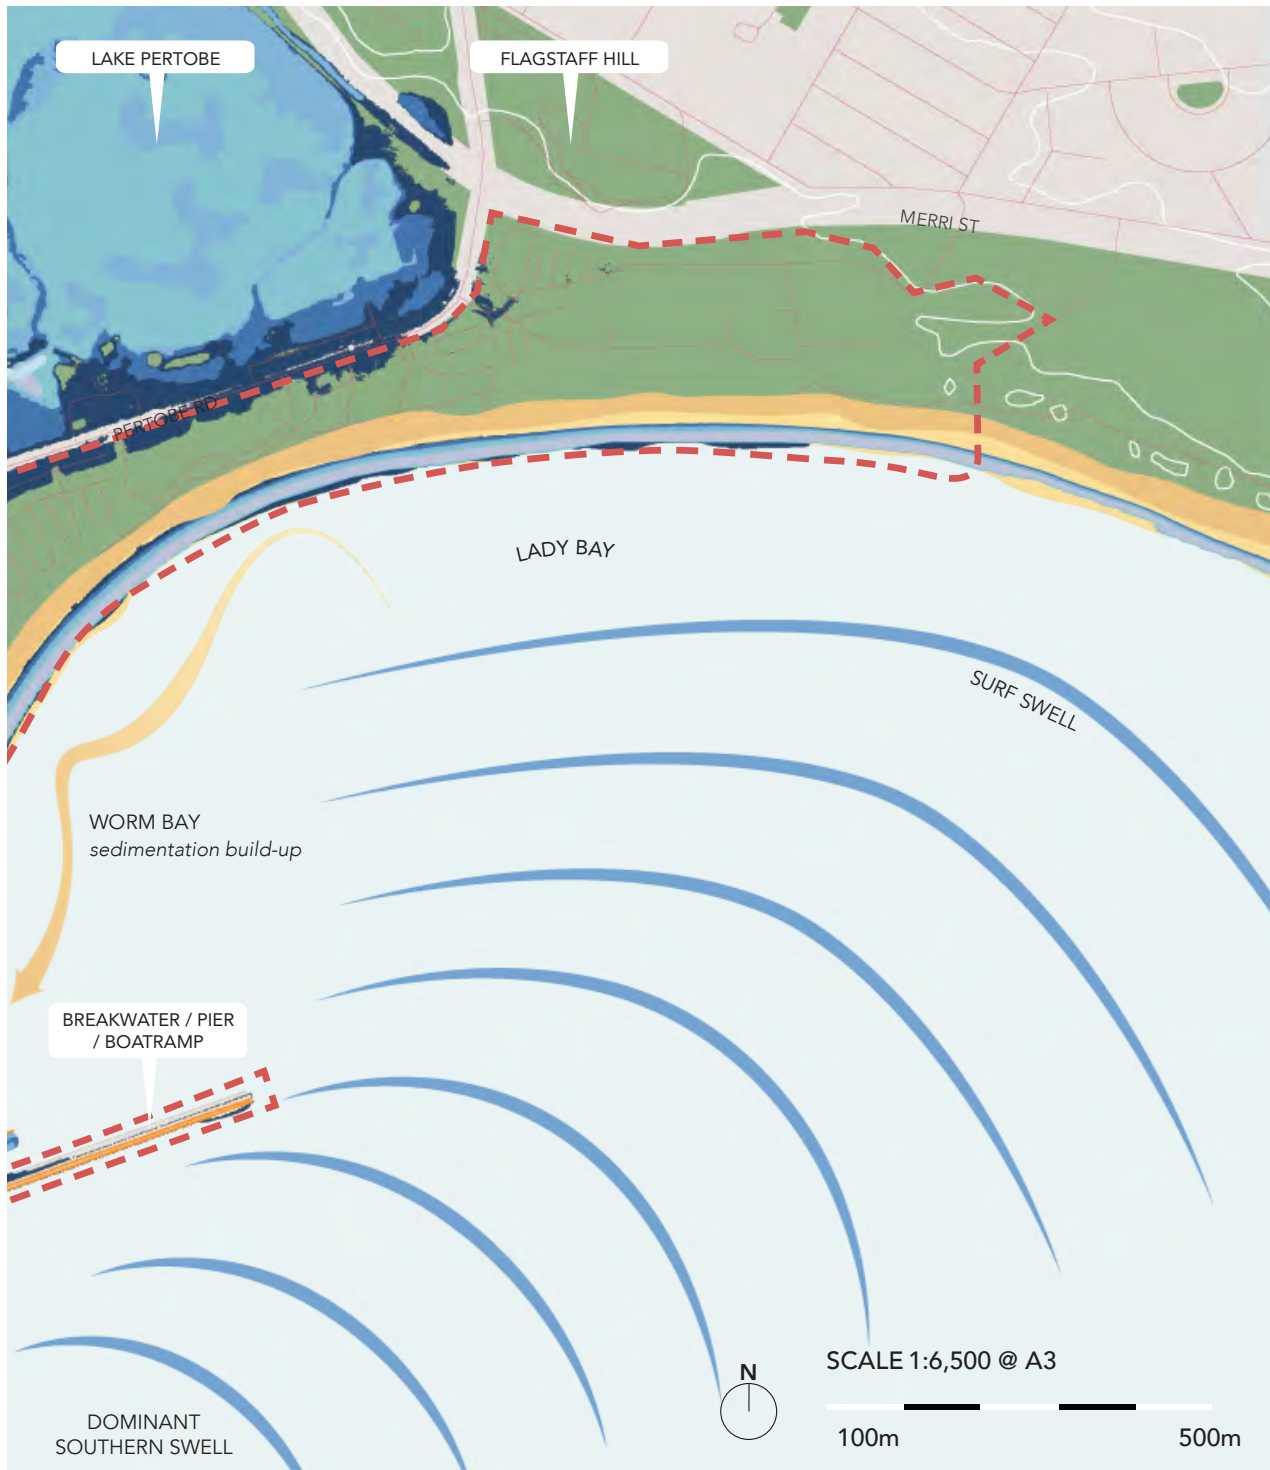 LAKE PERTOBE
FLAGSTAFF HILL
MERRI ST
PERTOBE RD
LADY BAY
SURF SWELL
WORM BAY
sedimentation build-up
BREAKWATER / PIER
/ BOATRAMP
N
SCALE 1:6,500 @ A3
100m
500m
DOMINANT
SOUTHERN SWELL